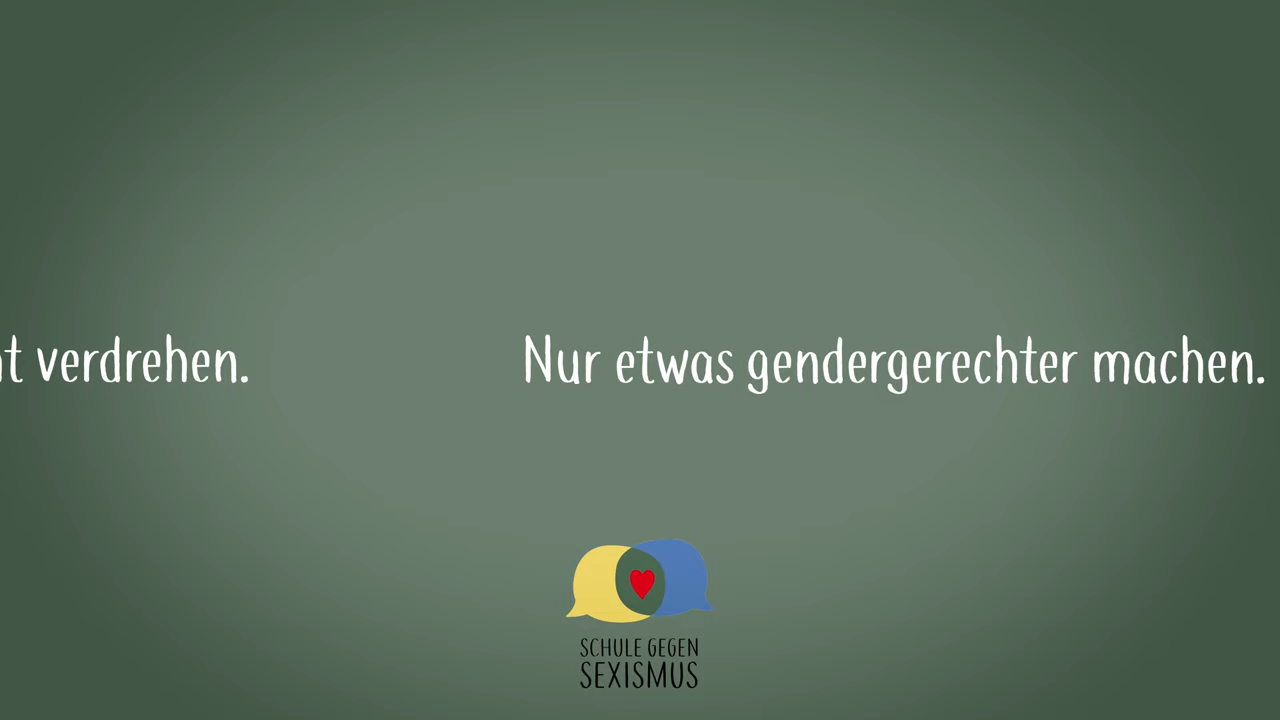 verdrehen. Nur etwas gendergerechter machen.
SCHULE GEGEN
SEXISMUS